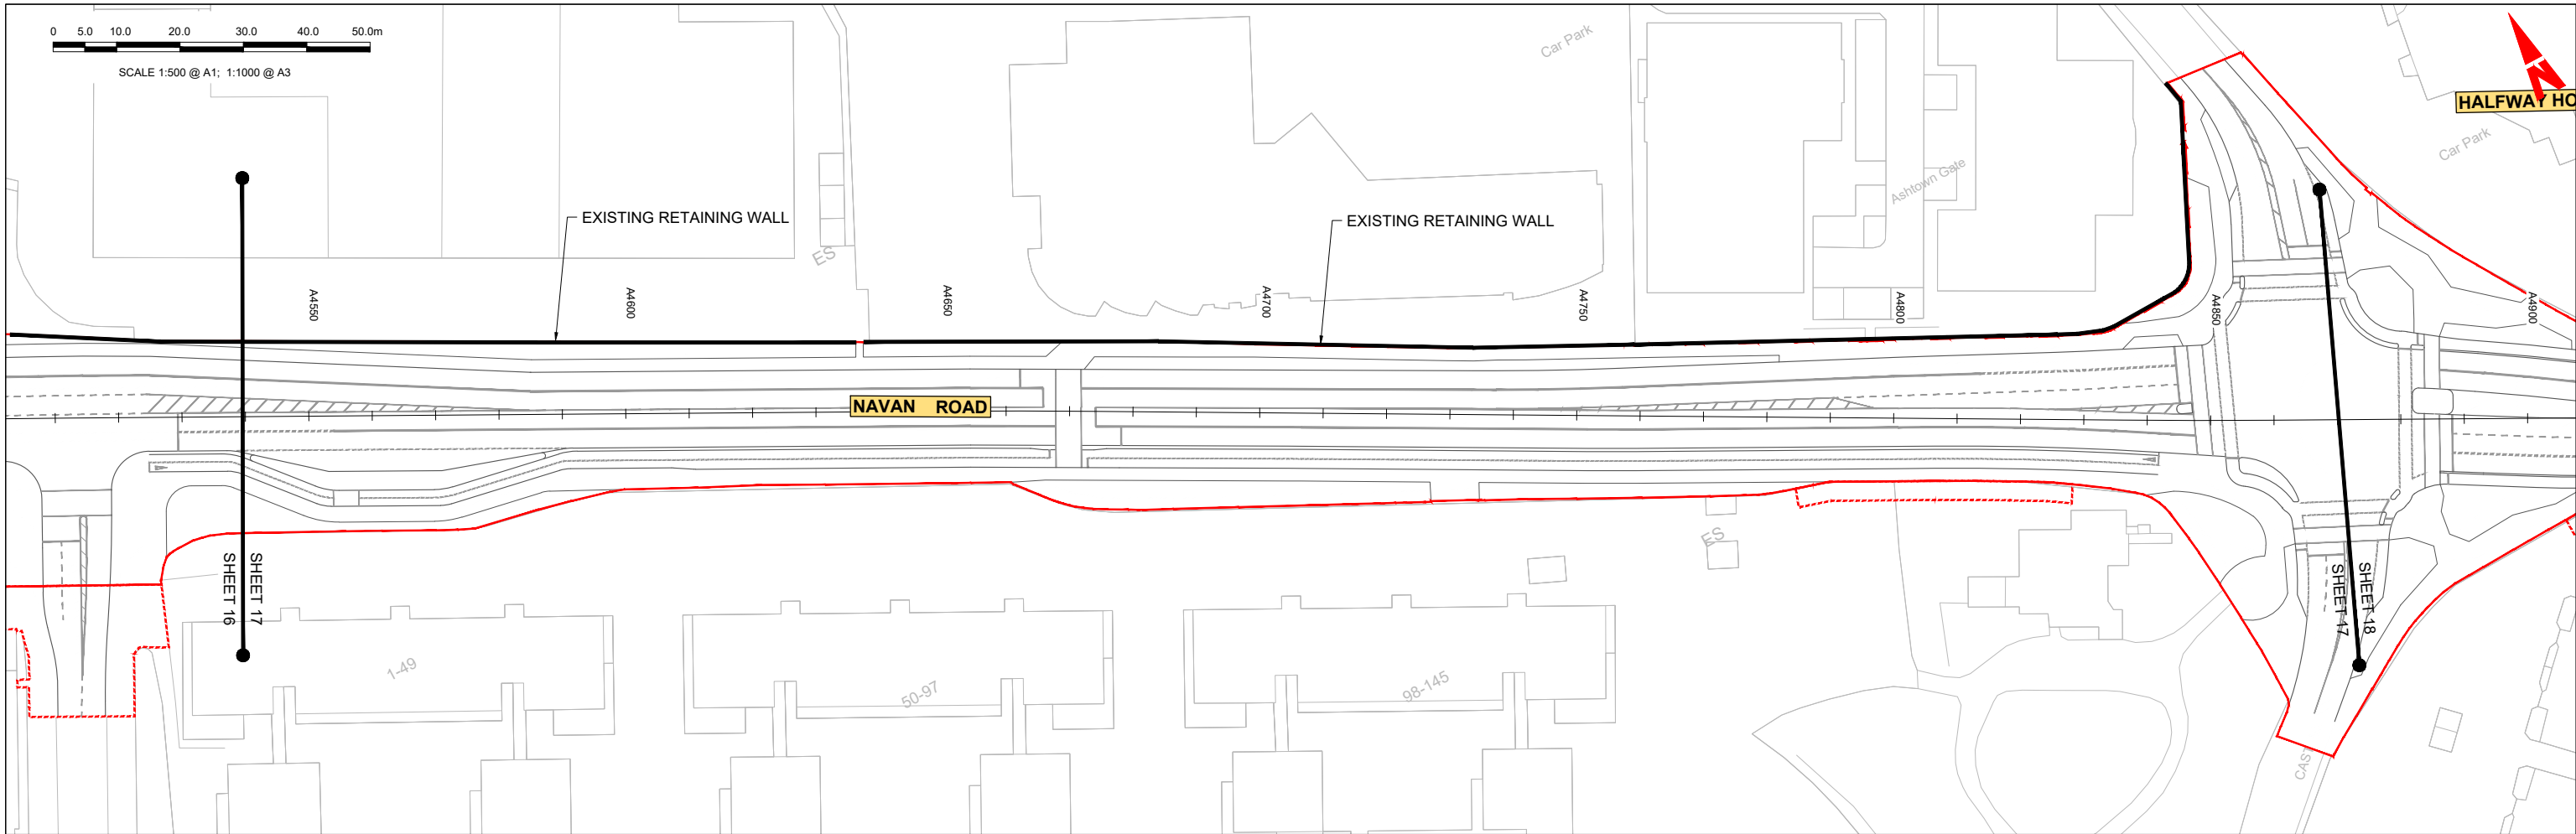 0 5.0 10.0 20.0 30.0 40.0 50.0m
SCALE 1:500 @ A1; 1:1000 @ A3
Car Park
N
HALFWAY HO
Car Park
Ashtown Gate
EXISTING RETAINING WALL
EXISTING RETAINING WALL
ES
A4550
A4600
A4650
A4700
A4750
A4800
A4850
A4900
NAVAN ROAD
SHEET 17
SHEET 16
ES
SHEET 18
SHEET 17
1-49
50-97
98-145
CAS